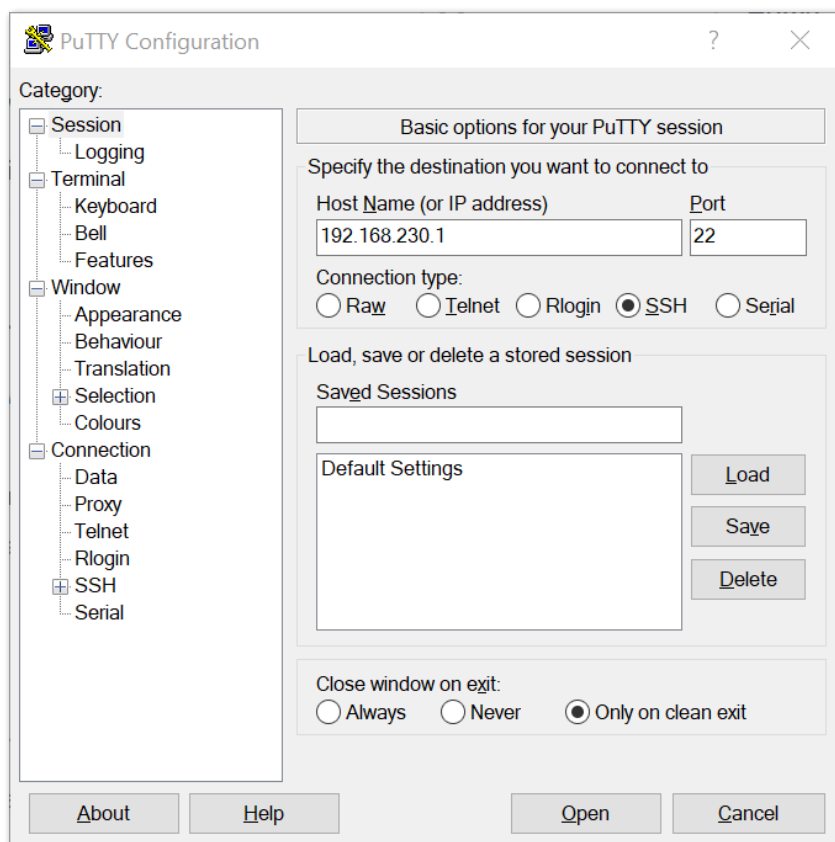 PuTTY Configuration
?
Category:
Session
Logging
Terminal
Keyboard
Bell
Features
Window
Appearance
Behaviour
Translation
Selection
Colours
Connection
Data
Proxy
Telnet
Rlogin
SSH
Serial
Basic options for your PuTTY session
Specify the destination you want to connect to
Host Name (or IP address) Port
192.168.230.1 22
Connection type:
Raw Telnet Rlogin SSH Serial
Load, save or delete a stored session
Saved Sessions
Default Settings
Load
Save
Delete
Close window on exit:
Always Never Only on clean exit
About Help Open Cancel